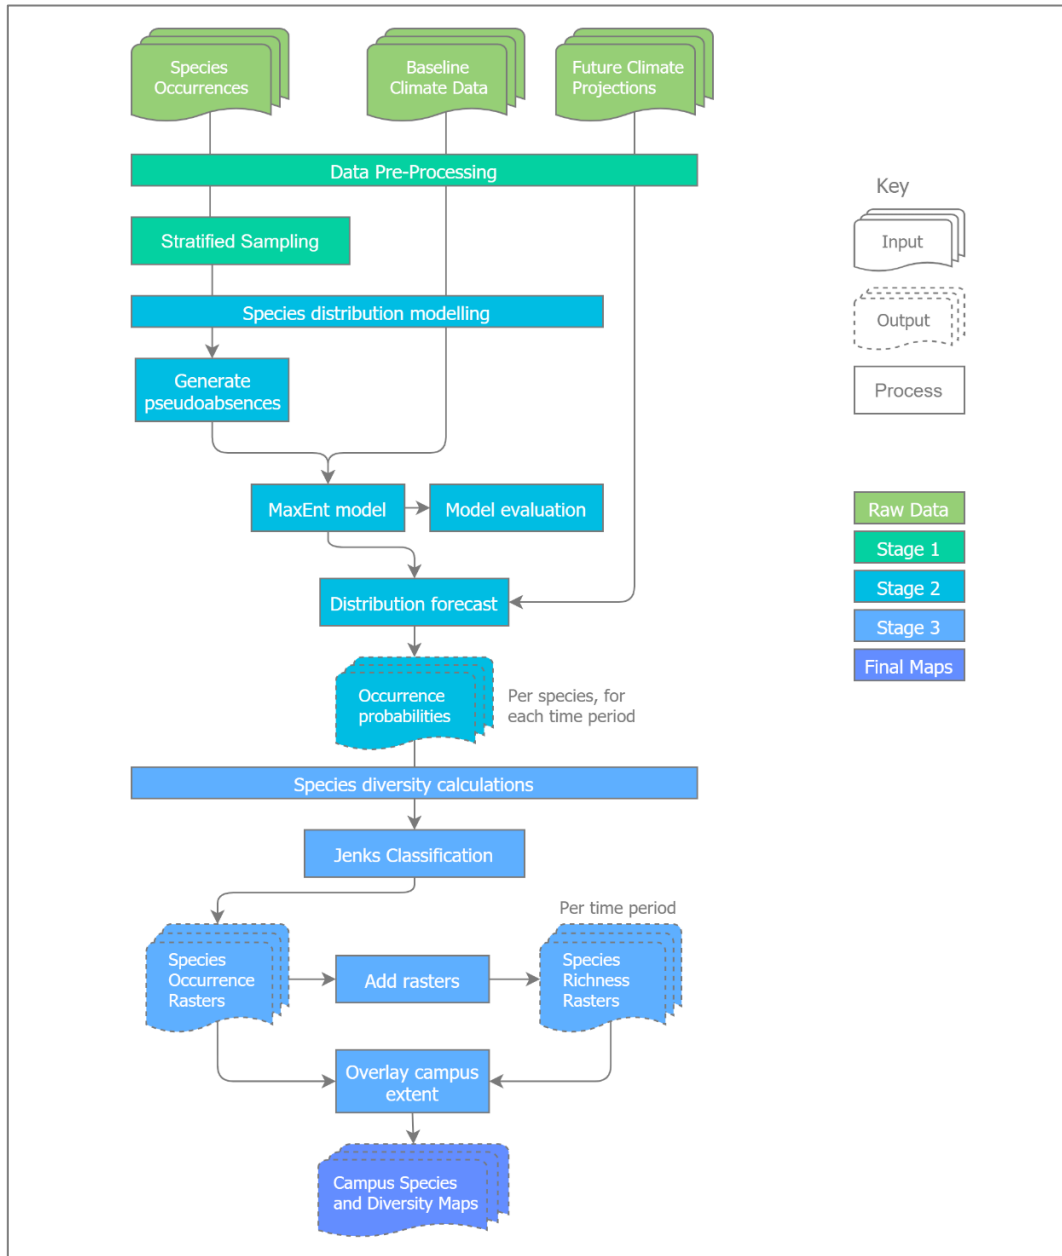 Species
Occurrences
Baseline
Climate Data
Future Climate
Projections
Data Pre-Processing
Stratified Sampling
Species distribution modelling
Generate
pseudoabsences
MaxEnt model
Model evaluation
Distribution forecast
Occurrence
probabilities
Per species, for
each time period
Species diversity calculations
Jenks Classification
Per time period
Species
Occurrence
Rasters
Add rasters
Species
Richness
Rasters
Overlay campus
extent
Campus Species
and Diversity Maps
Key
Input
Output
Process
Raw Data
Stage 1
Stage 2
Stage 3
Final Maps